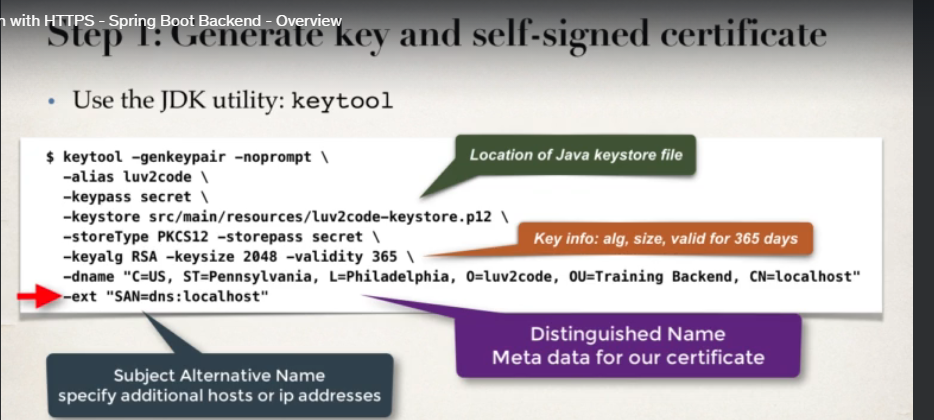 n with HTTPS - Spring Boot Backend - Overview
Step 1: Generate key and self-signed certificate
• Use the JDK utility: keytool
$ keytool -genkeypair -noprompt \
-alias luv2code \
-keypass secret \
-keystore src/main/resources/luv2code-keystore.p12 \
-storeType PKCS12 -storepass secret \
-keyalg RSA -keysize 2048 -validity 365 \
-dname "C=US, ST=Pennsylvania, L=Philadelphia, O=luv2code, OU=Training Backend, CN=localhost"
-ext "SAN=dns:localhost"
Location of Java keystore file
Key info: alg, size, valid for 365 days
Distinguished Name
Meta data for our certificate
Subject Alternative Name
specify additional hosts or ip addresses